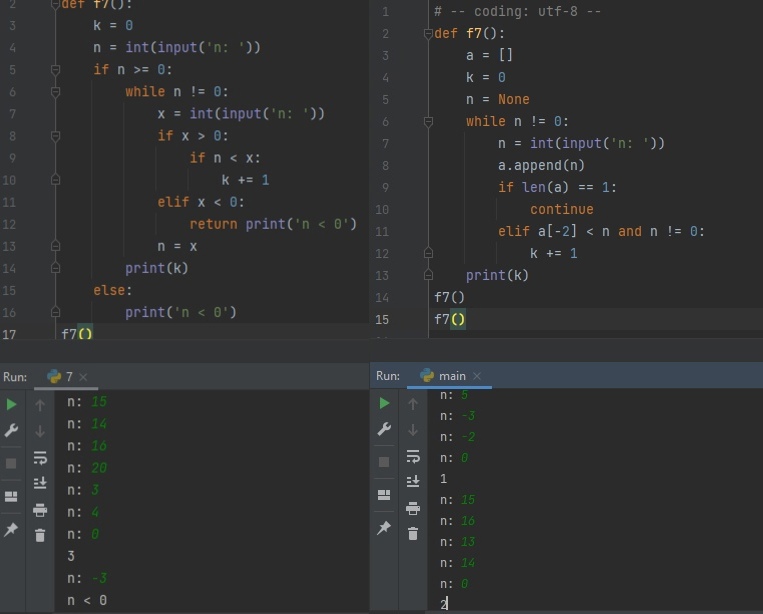 2 def f7():
3 k = 0
4 n = int(input('n: '))
5 if n >= 0:
6 while n != 0:
7 x = int(input('n: '))
8 if x > 0:
9 if n < x:
10 k += 1
11 elif x < 0:
12 return print('n < 0')
13 n = x
14 print(k)
15 else:
16 print('n < 0')
17 f7()
1 # -- coding: utf-8 --
2 def f7():
3 a = []
4 k = 0
5 n = None
6 while n != 0:
7 n = int(input('n: '))
8 a.append(n)
9 if len(a) == 1:
10 continue
11 elif a[-2] < n and n != 0:
12 k += 1
13 print(k)
14 f7()
15 f7()
Run: 7 ×
n: 15
n: 14
n: 16
n: 20
n: 3
n: 4
n: 0
3
n: -3
n < 0
Run: main ×
n: 5
n: -3
n: -2
n: 0
1
n: 15
n: 16
n: 13
n: 14
n: 0
2